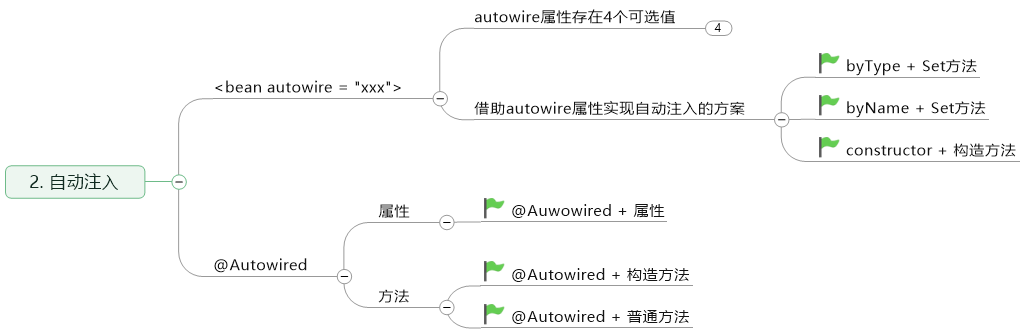 2. 自动注入
<bean autowire = "xxx">
autowire属性存在4个可选值
4
借助autowire属性实现自动注入的方案
byType + Set方法
byName + Set方法
constructor + 构造方法
@Autowired
属性
@Auwowired + 属性
方法
@Autowired + 构造方法
@Autowired + 普通方法